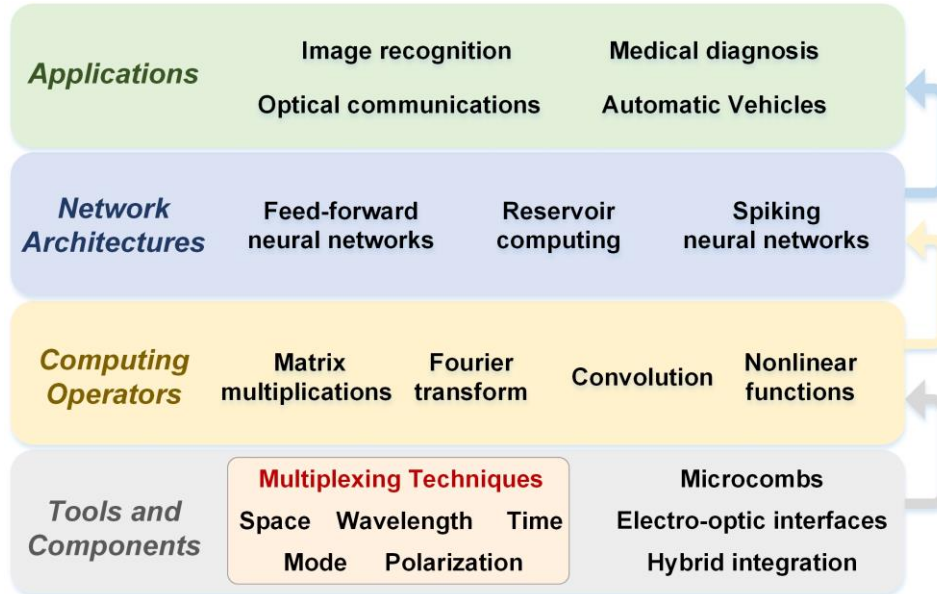 Applications
Image recognition
Medical diagnosis
Optical communications
Automatic Vehicles
Network
Architectures
Feed-forward
neural networks
Reservoir
computing
Spiking
neural networks
Computing
Operators
Matrix
multiplications
Fourier
transform
Convolution
Nonlinear
functions
Tools and
Components
Multiplexing Techniques
Space Wavelength Time
Mode Polarization
Microcombs
Electro-optic interfaces
Hybrid integration